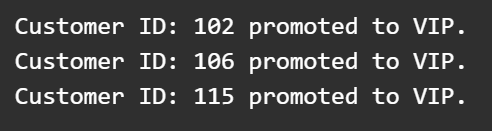 Customer ID: 102 promoted to VIP.
Customer ID: 106 promoted to VIP.
Customer ID: 115 promoted to VIP.